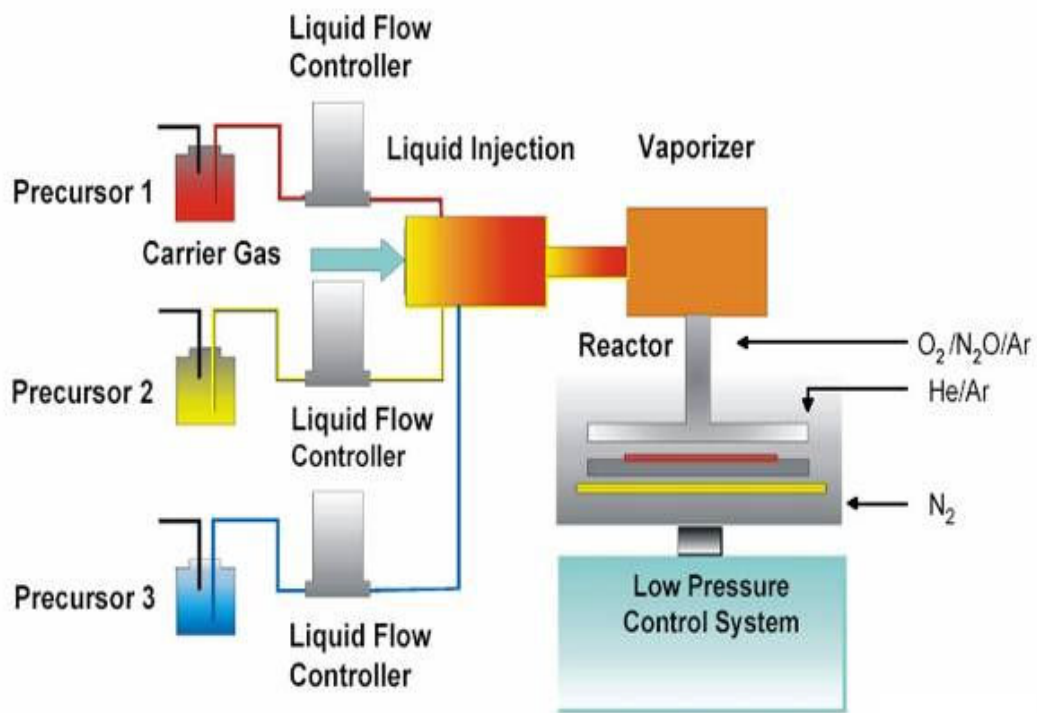 Liquid Flow
Controller
Liquid Injection
Vaporizer
Precursor 1
Carrier Gas
Reactor
O₂/N₂O/Ar
He/Ar
Precursor 2
Liquid Flow
Controller
N₂
Precursor 3
Low Pressure
Control System
Liquid Flow
Controller